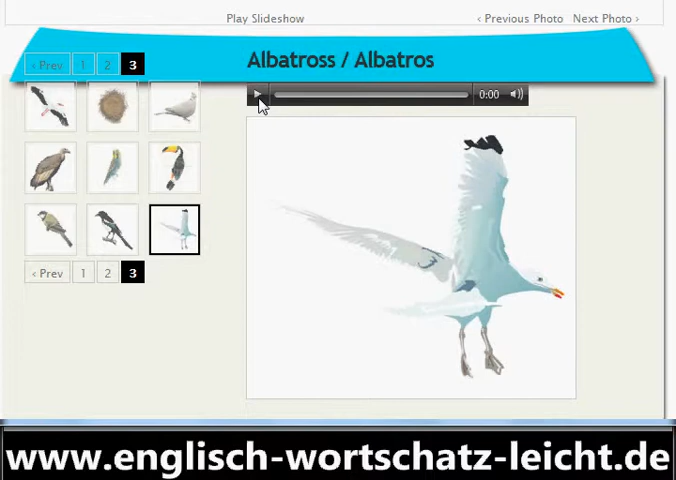 Play Slideshow
‹ Previous Photo Next Photo ›
Albatross / Albatros
‹ Prev 1 2 3
0:00
‹ Prev 1 2 3
www.englisch-wortschatz-leicht.de